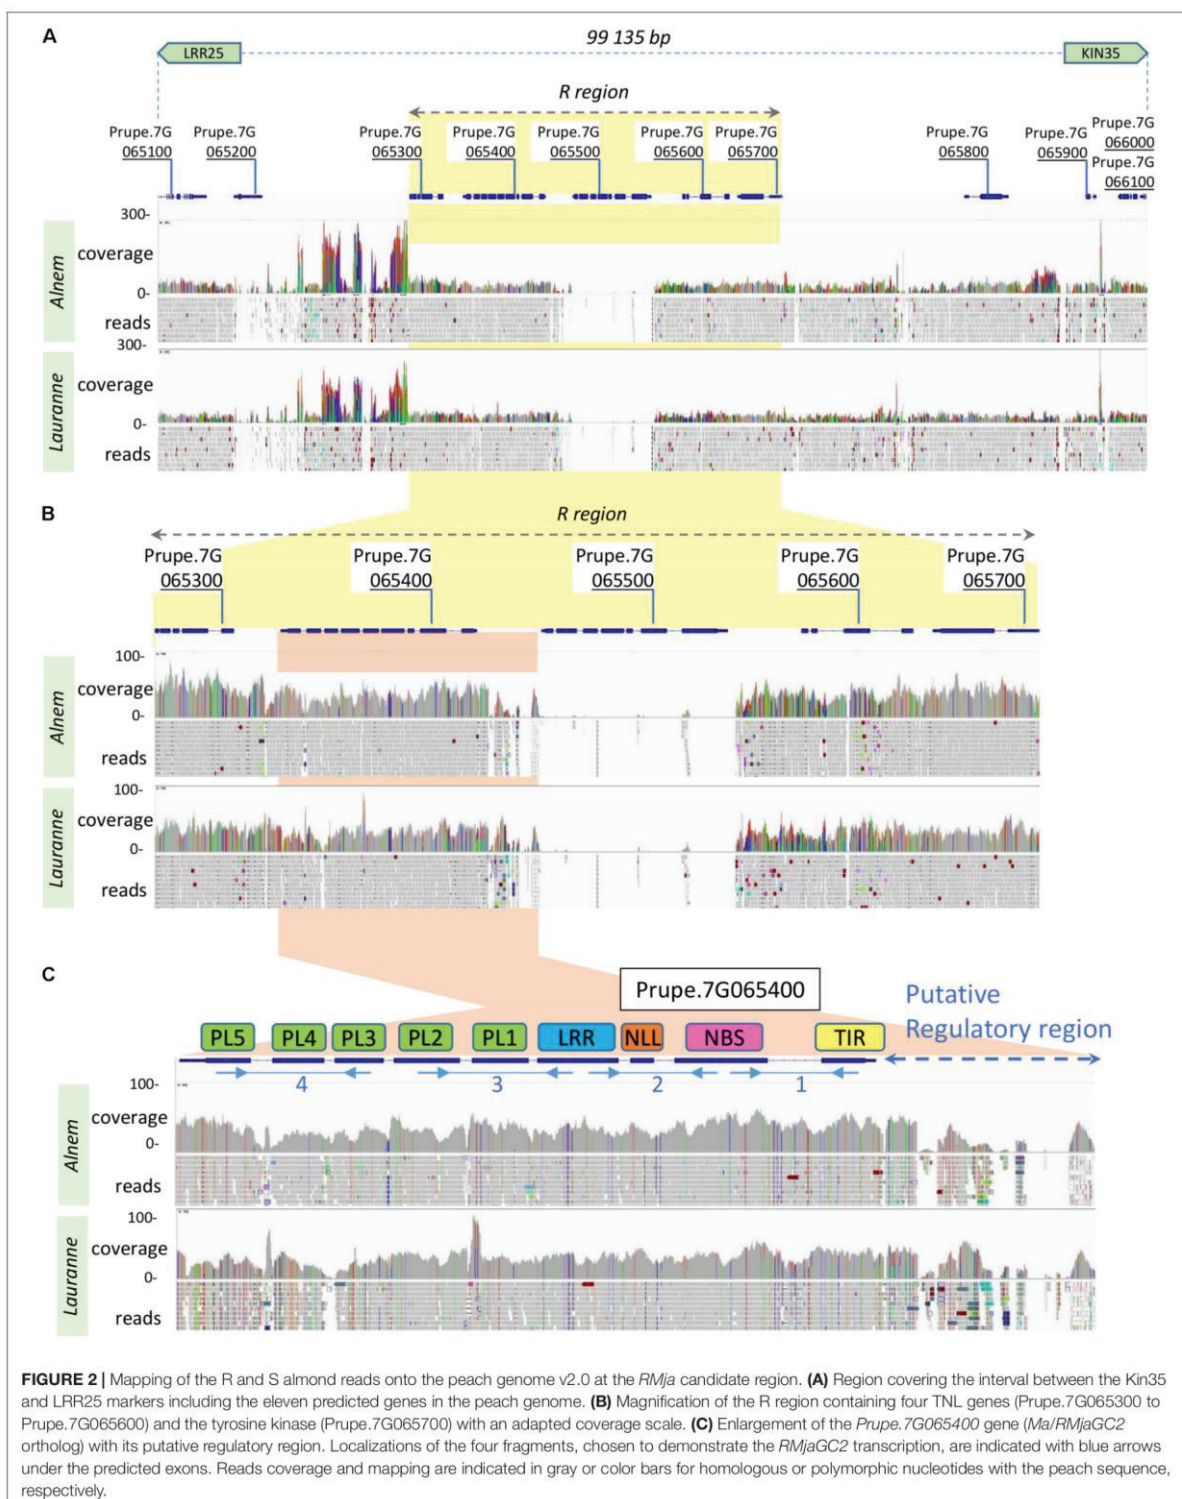 A
99 135 bp
LRR25
KIN35
R region
Prupe.7G
065100
Prupe.7G
065200
Prupe.7G
065300
Prupe.7G
065400
Prupe.7G
065500
Prupe.7G
065600
Prupe.7G
065700
Prupe.7G
065800
Prupe.7G
065900
Prupe.7G
066000
Prupe.7G
066100
Alnem
300-
coverage
0-
reads
Lauranne
300-
coverage
0-
reads
B
R region
Prupe.7G
065300
Prupe.7G
065400
Prupe.7G
065500
Prupe.7G
065600
Prupe.7G
065700
Alnem
100-
coverage
0-
reads
Lauranne
100-
coverage
0-
reads
C
Prupe.7G065400
Putative
Regulatory region
PL5 PL4 PL3 PL2 PL1 LRR NLL NBS TIR
4 3 2 1
Alnem
100-
coverage
0-
reads
Lauranne
100-
coverage
0-
reads
FIGURE 2 | Mapping of the R and S almond reads onto the peach genome v2.0 at the RMja candidate region. (A) Region covering the interval between the Kin35
and LRR25 markers including the eleven predicted genes in the peach genome. (B) Magnification of the R region containing four TNL genes (Prupe.7G065300 to
Prupe.7G065600) and the tyrosine kinase (Prupe.7G065700) with an adapted coverage scale. (C) Enlargement of the Prupe.7G065400 gene (Ma/RMjaGC2
ortholog) with its putative regulatory region. Localizations of the four fragments, chosen to demonstrate the RMjaGC2 transcription, are indicated with blue arrows
under the predicted exons. Reads coverage and mapping are indicated in gray or color bars for homologous or polymorphic nucleotides with the peach sequence,
respectively.